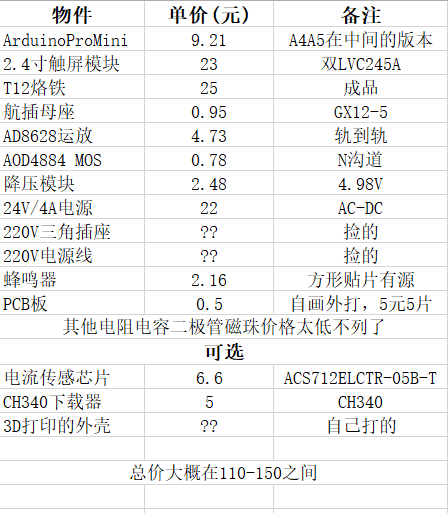 物件 单价(元) 备注
ArduinoProMini 9.21 A4A5在中间的版本
2.4寸触屏模块 23 双LVC245A
T12烙铁 25 成品
航插母座 0.95 GX12-5
AD8628运放 4.73 轨到轨
AOD4884 MOS 0.78 N沟道
降压模块 2.48 4.98V
24V/4A电源 22 AC-DC
220V三角插座 ?? 捡的
220V电源线 ?? 捡的
蜂鸣器 2.16 方形贴片有源
PCB板 0.5 自画外打，5元5片
其他电阻电容二极管磁珠价格太低不列了
可选
电流传感芯片 6.6 ACS712ELCTR-05B-T
CH340下载器 5 CH340
3D打印的外壳 ?? 自己打的
总价大概在110-150之间